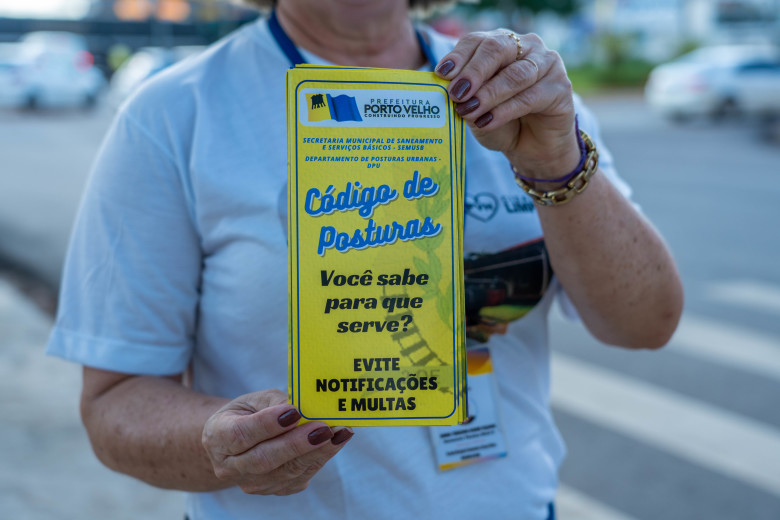 PREFEITURA
PORTO VELHO
CONSTRUINDO PROGRESSO
SECRETARIA MUNICIPAL DE SANEAMENTO
E SERVIÇOS BÁSICOS - SEMUSB
DEPARTAMENTO DE POSTURAS URBANAS -
DPU
Código de
Posturas
Você sabe
para que
serve?
EVITE
NOTIFICAÇÕES
E MULTAS